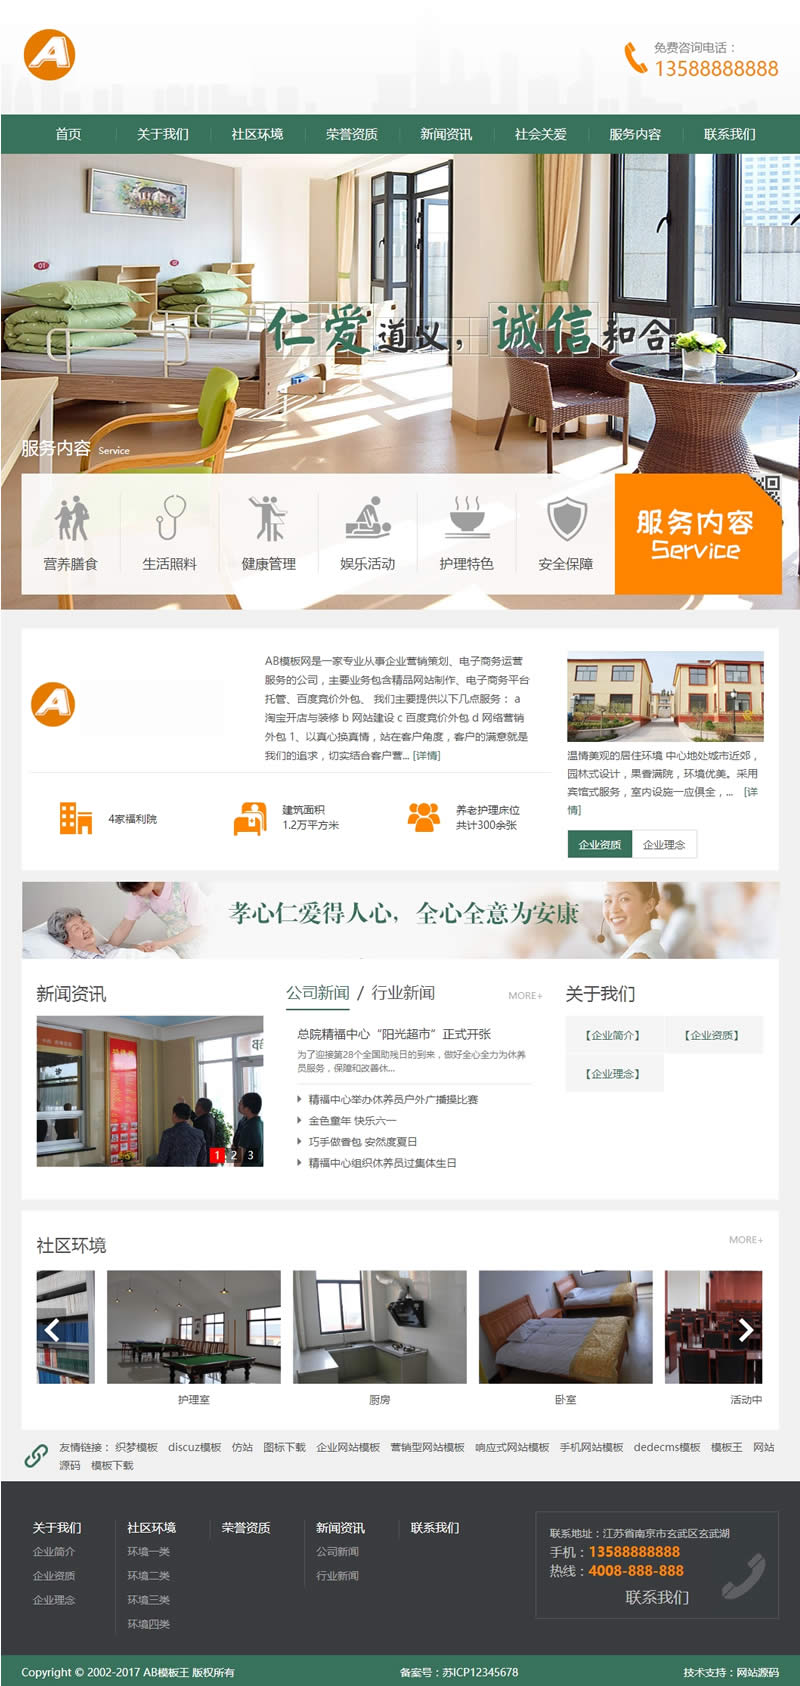 A
免费咨询电话：
13588888888
首页 关于我们 社区环境 荣誉资质 新闻资讯 社会关爱 服务内容 联系我们
仁爱道义，诚信和合
服务内容 Service
营养膳食 生活照料 健康管理 娱乐活动 护理特色 安全保障
服务内容
Service
A
AB模板网是一家专业从事企业营销策划、电子商务运营
服务的公司，主要业务包含精品网站制作、电子商务平台
托管、百度竞价外包、 我们主要提供以下几点服务： a
淘宝开店与装修 b 网站建设 c 百度竞价外包 d 网络营销
外包 1、以真心换真情，站在客户角度，客户的满意就是
我们的追求，切实结合客户营... [详情]
4家福利院
建筑面积
1.2万平方米
养老护理床位
共计300余张
温情美观的居住环境 中心地处城市近郊，
园林式设计，果香满院，环境优美。采用
宾馆式服务，室内设施一应俱全，... [详
情]
企业资质 企业理念
孝心仁爱得人心，全心全意为安康
新闻资讯
1 2 3
公司新闻 / 行业新闻 MORE+
总院精福中心“阳光超市”正式开张
为了迎接第28个全国助残日的到来，做好全心全力为休养
员服务，保障和改善休...
精福中心举办休养员户外广播操比赛
金色童年 快乐六一
巧手做香包 安然度夏日
精福中心组织休养员过集体生日
关于我们
【企业简介】 【企业资质】
【企业理念】
社区环境 MORE+
护理室 厨房 卧室 活动中
友情链接： 织梦模板 discuz模板 仿站 图标下载 企业网站模板 营销型网站模板 响应式网站模板 手机网站模板 dedecms模板 模板王 网站
源码 模板下载
关于我们
企业简介
企业资质
企业理念
社区环境
环境一类
环境二类
环境三类
环境四类
荣誉资质
新闻资讯
公司新闻
行业新闻
联系我们
联系地址：江苏省南京市玄武区玄武湖
手机：13588888888
热线：4008-888-888
联系我们
Copyright © 2002-2017 AB模板王 版权所有 备案号：苏ICP12345678 技术支持：网站源码